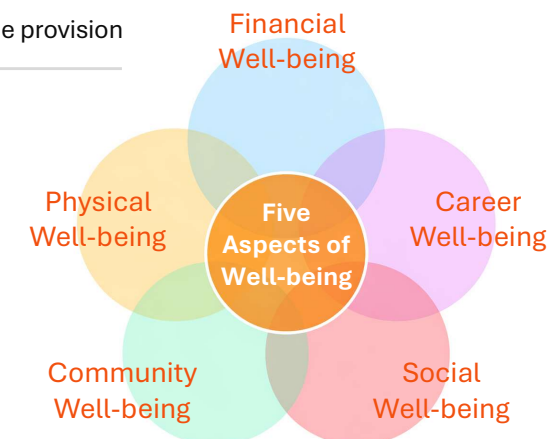 e provision
Financial
Well-being
Physical
Well-being
Five
Aspects of
Well-being
Career
Well-being
Community
Well-being
Social
Well-being